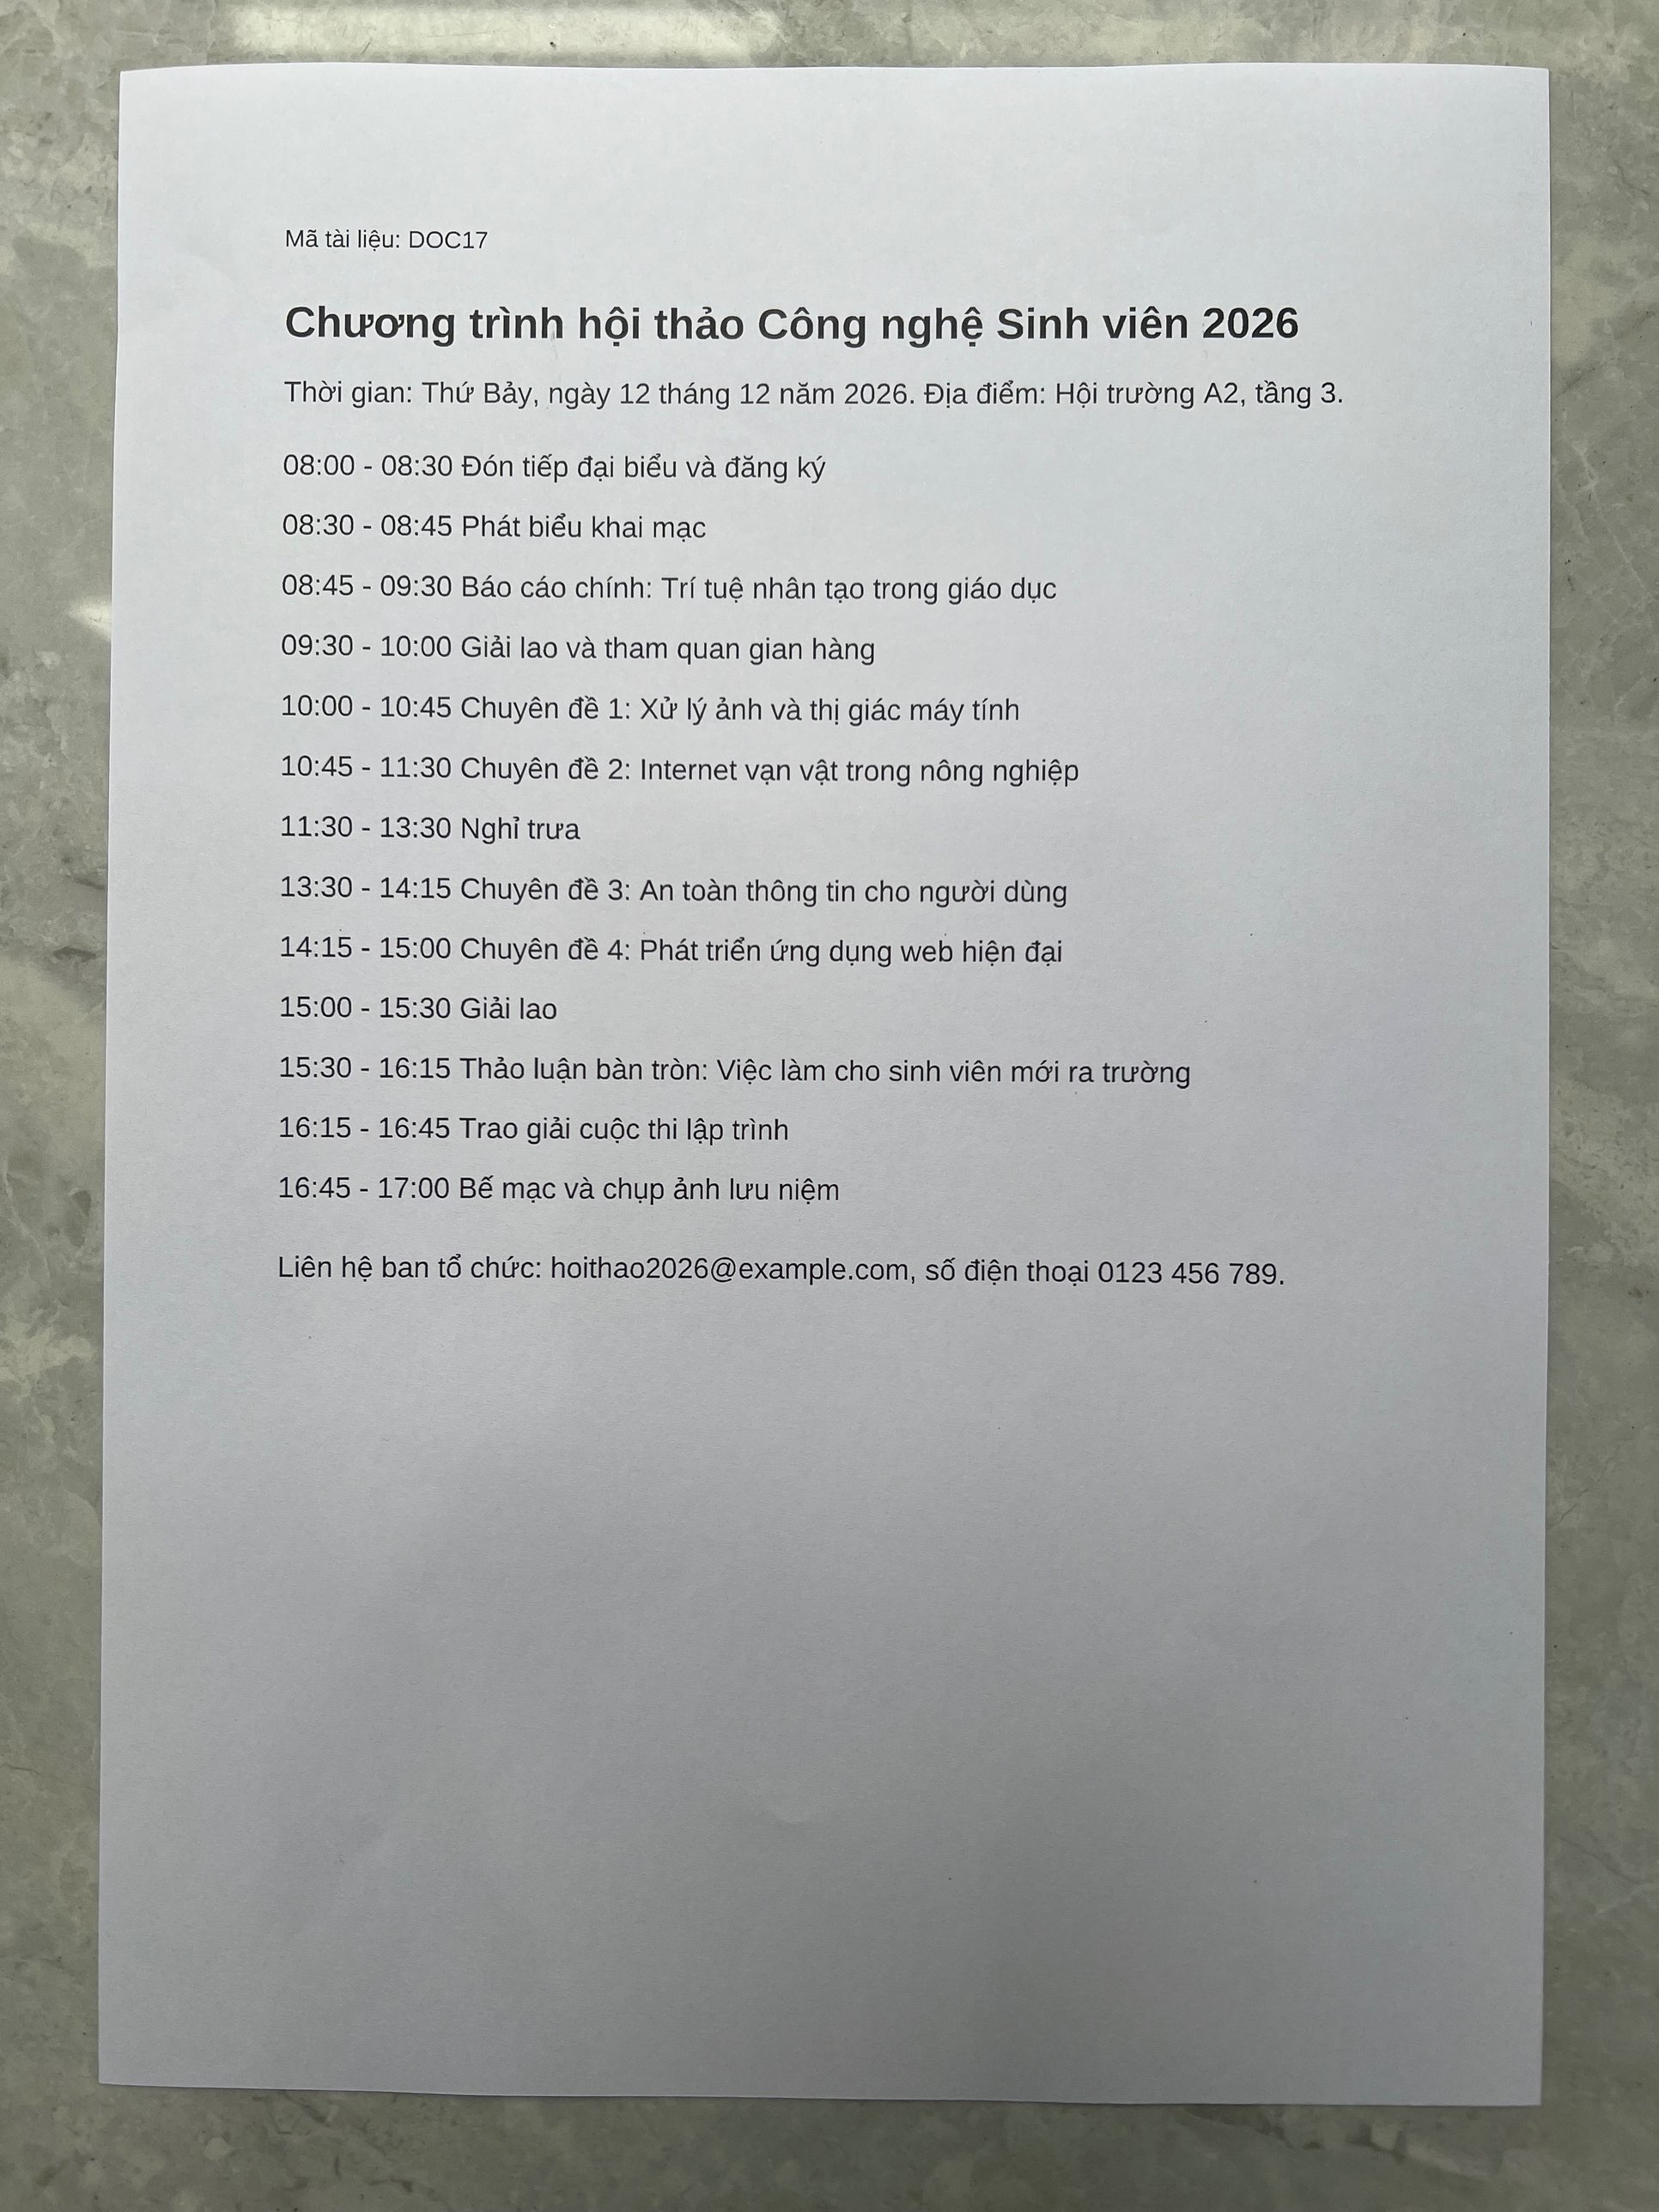 Mã tài liệu: DOC17
Chương trình hội thảo Công nghệ Sinh viên 2026
Thời gian: Thứ Bảy, ngày 12 tháng 12 năm 2026. Địa điểm: Hội trường A2, tầng 3.
08:00 - 08:30 Đón tiếp đại biểu và đăng ký
08:30 - 08:45 Phát biểu khai mạc
08:45 - 09:30 Báo cáo chính: Trí tuệ nhân tạo trong giáo dục
09:30 - 10:00 Giải lao và tham quan gian hàng
10:00 - 10:45 Chuyên đề 1: Xử lý ảnh và thị giác máy tính
10:45 - 11:30 Chuyên đề 2: Internet vạn vật trong nông nghiệp
11:30 - 13:30 Nghỉ trưa
13:30 - 14:15 Chuyên đề 3: An toàn thông tin cho người dùng
14:15 - 15:00 Chuyên đề 4: Phát triển ứng dụng web hiện đại
15:00 - 15:30 Giải lao
15:30 - 16:15 Thảo luận bàn tròn: Việc làm cho sinh viên mới ra trường
16:15 - 16:45 Trao giải cuộc thi lập trình
16:45 - 17:00 Bế mạc và chụp ảnh lưu niệm
Liên hệ ban tổ chức: hoithao2026@example.com, số điện thoại 0123 456 789.